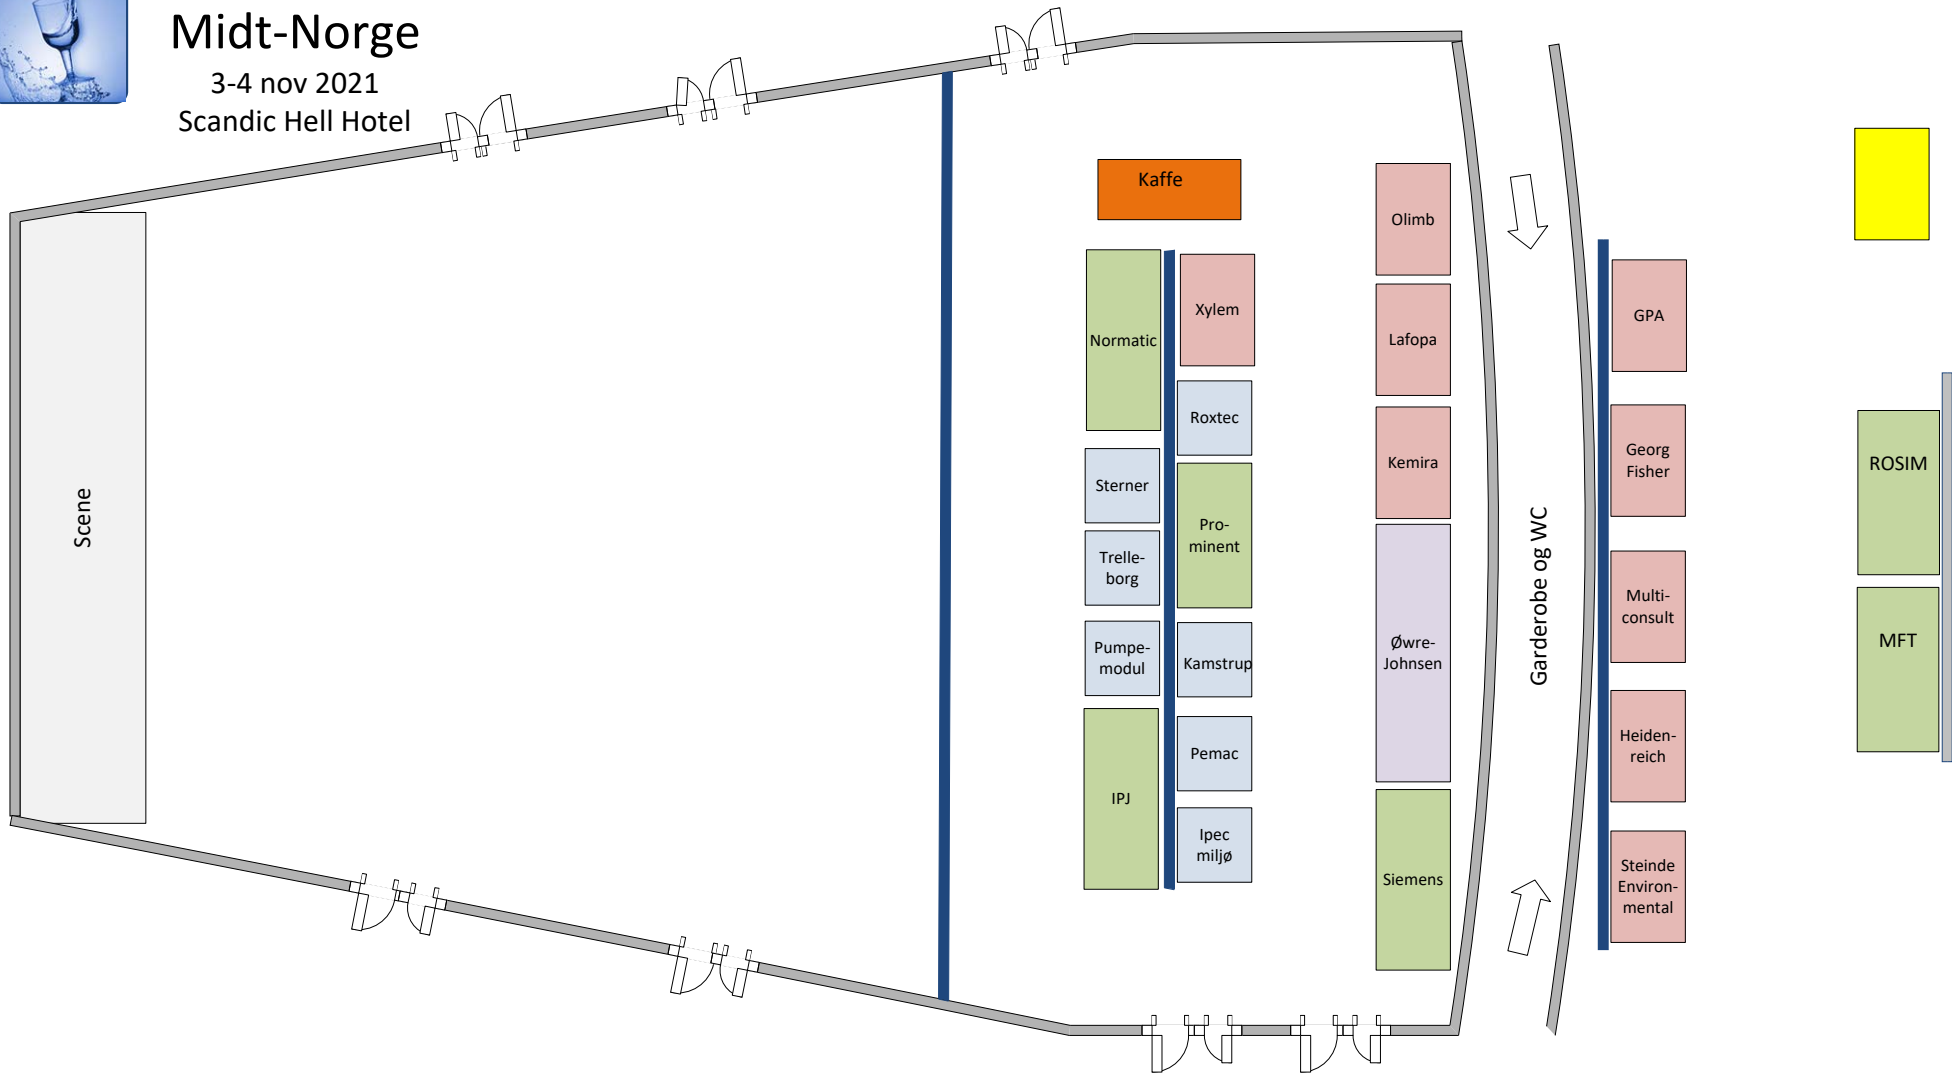 Midt-Norge
3-4 nov 2021
Scandic Hell Hotel
Scene
Kaffe
Normatic
Sterner
Trelle-
borg
Pumpe-
modul
IPJ
Xylem
Roxtec
Pro-
minent
Kamstrup
Pemac
Ipec
miljø
Olimb
Lafopa
Kemira
Øwre-
Johnsen
Siemens
Garderobe og WC
GPA
Georg
Fisher
Multi-
consult
Heiden-
reich
Steinde
Environ-
mental
ROSIM
MFT